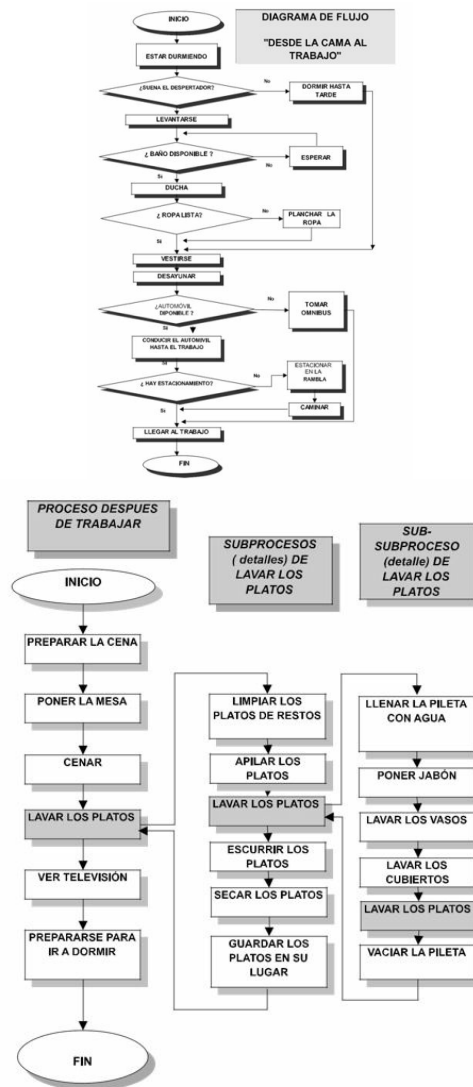 INICIO
DIAGRAMA DE FLUJO
"DESDE LA CAMA AL
TRABAJO"
ESTAR DURMIENDO
¿SUENA EL DESPERTADOR?
No
DORMIR HASTA
TARDE
LEVANTARSE
¿ BAÑO DISPONIBLE ?
ESPERAR
Si
No
DUCHA
¿ ROPA LISTA?
No
PLANCHAR LA
ROPA
Si
VESTIRSE
DESAYUNAR
¿AUTOMÓVIL
DIPONIBLE ?
No
TOMAR
OMNIBUS
Si
CONDUCIR EL AUTOMIVIL
HASTA EL TRABAJO
Si
¿ HAY ESTACIONAMIENTO?
No
ESTACIONAR
EN LA
RAMBLA
Si
CAMINAR
LLEGAR AL TRABAJO
FIN
PROCESO DESPUES
DE TRABAJAR
INICIO
PREPARAR LA CENA
PONER LA MESA
CENAR
LAVAR LOS PLATOS
VER TELEVISIÓN
PREPARARSE PARA
IR A DORMIR
FIN
SUBPROCESOS
( detalles) DE
LAVAR LOS
PLATOS
LIMPIAR LOS
PLATOS DE RESTOS
APILAR LOS
PLATOS
LAVAR LOS PLATOS
ESCURRIR LOS
PLATOS
SECAR LOS PLATOS
GUARDAR LOS
PLATOS EN SU
LUGAR
SUB-
SUBPROCESO
(detalle) DE
LAVAR LOS
PLATOS
LLENAR LA PILETA
CON AGUA
PONER JABÓN
LAVAR LOS VASOS
LAVAR LOS
CUBIERTOS
LAVAR LOS PLATOS
VACIAR LA PILETA